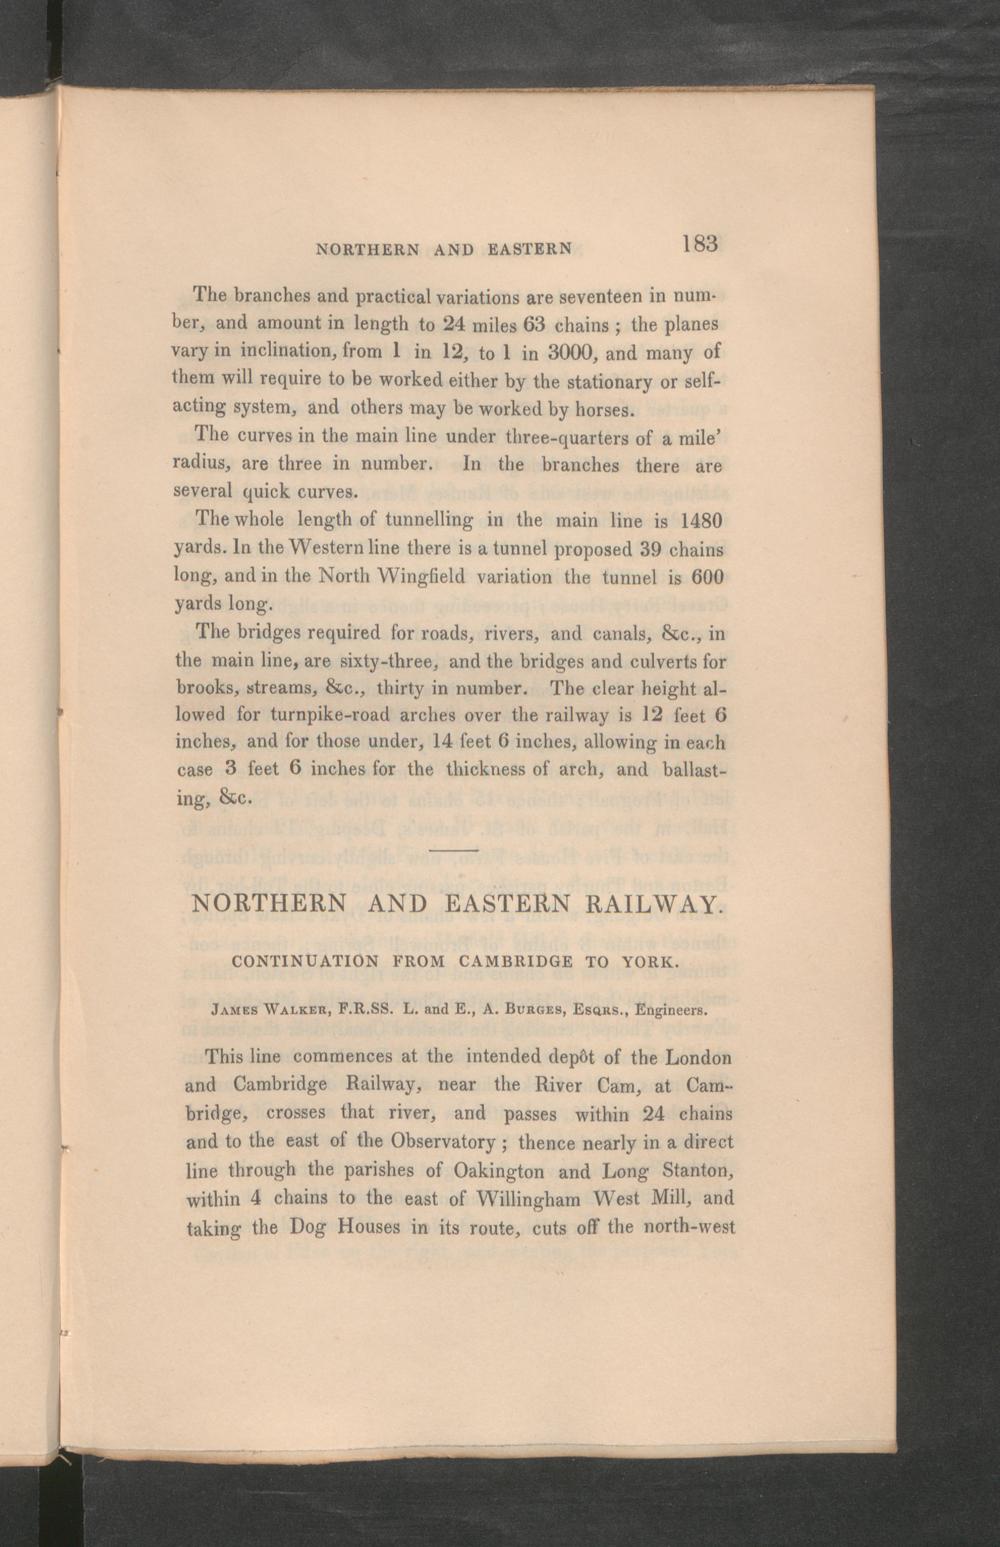 NORTHERN AND EASTERN 183
The branches and practical variations are seventeen in num-
ber, and amount in length to 24 miles 63 chains ; the planes
vary in inclination, from 1 in 12, to 1 in 3000, and many of
them will require to be worked either by the stationary or self-
acting system, and others may be worked by horses.
The curves in the main line under three-quarters of a mile'
radius, are three in number. In the branches there are
several quick curves.
The whole length of tunnelling in the main line is 1480
yards. In the Western line there is a tunnel proposed 39 chains
long, and in the North Wingfield variation the tunnel is 600
yards long.
The bridges required for roads, rivers, and canals, &c., in
the main line, are sixty-three, and the bridges and culverts for
brooks, streams, &c., thirty in number. The clear height al-
lowed for turnpike-road arches over the railway is 12 feet 6
inches, and for those under, 14 feet 6 inches, allowing in each
case 3 feet 6 inches for the thickness of arch, and ballast-
ing, &c.
NORTHERN AND EASTERN RAILWAY.
CONTINUATION FROM CAMBRIDGE TO YORK.
JAMES WALKER, F.R.SS. L. and E., A. BURGES, ESQRS., Engineers.
This line commences at the intended depôt of the London
and Cambridge Railway, near the River Cam, at Cam-
bridge, crosses that river, and passes within 24 chains
and to the east of the Observatory ; thence nearly in a direct
line through the parishes of Oakington and Long Stanton,
within 4 chains to the east of Willingham West Mill, and
taking the Dog Houses in its route, cuts off the north-west